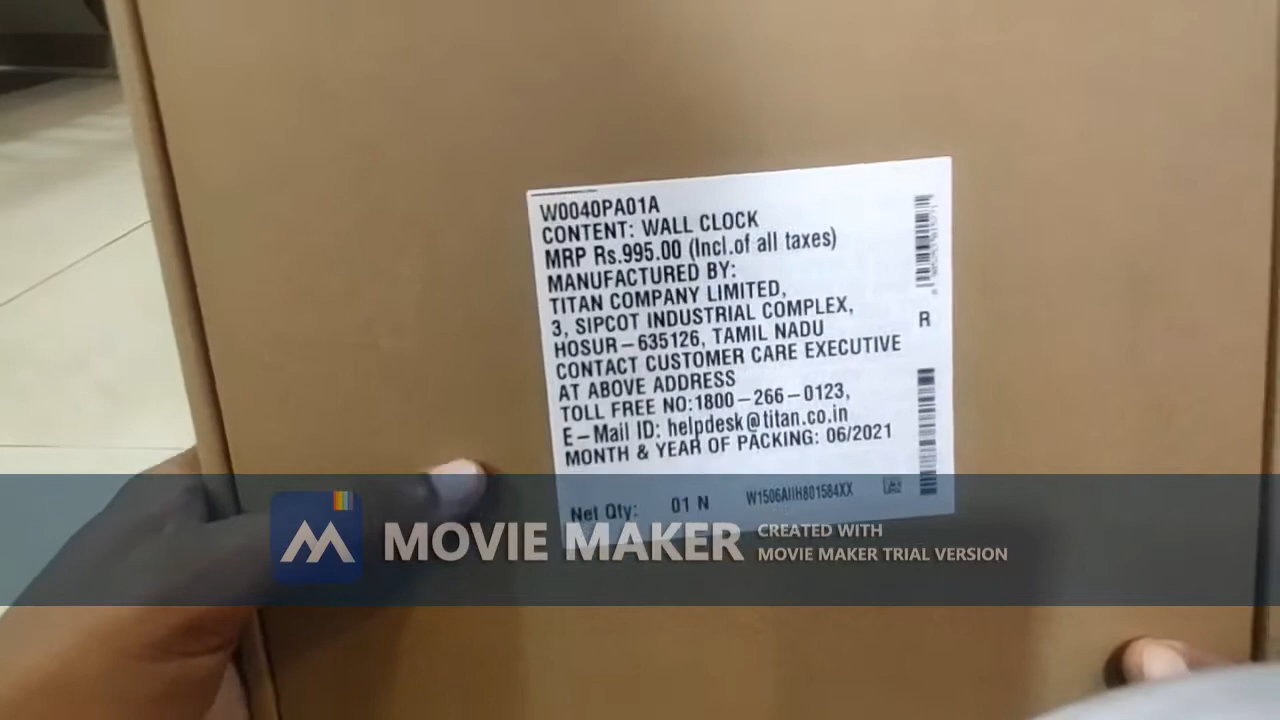 W0040PA01A
CONTENT: WALL CLOCK
MRP Rs.995.00 (Incl.of all taxes)
MANUFACTURED BY:
TITAN COMPANY LIMITED,
3, SIPCOT INDUSTRIAL COMPLEX,
HOSUR–635126, TAMIL NADU
CONTACT CUSTOMER CARE EXECUTIVE
AT ABOVE ADDRESS
TOLL FREE NO:1800–266–0123,
E–Mail ID: helpdesk@titan.co.in
MONTH & YEAR OF PACKING: 06/2021
Net Qty: 01 N
R
MOVIE MAKER
CREATED WITH
MOVIE MAKER TRIAL VERSION